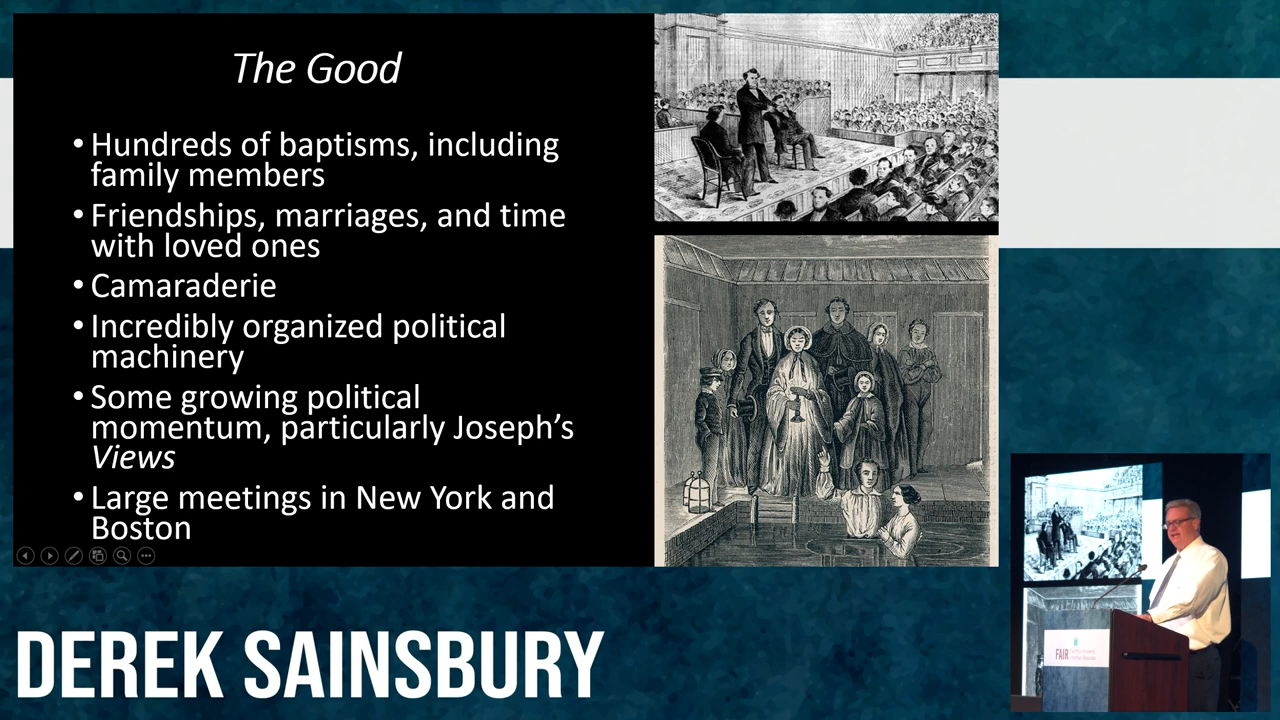 The Good
• Hundreds of baptisms, including
family members
• Friendships, marriages, and time
with loved ones
• Camaraderie
• Incredibly organized political
machinery
• Some growing political
momentum, particularly Joseph's
Views
• Large meetings in New York and
Boston
DEREK SAINSBURY
FAIR